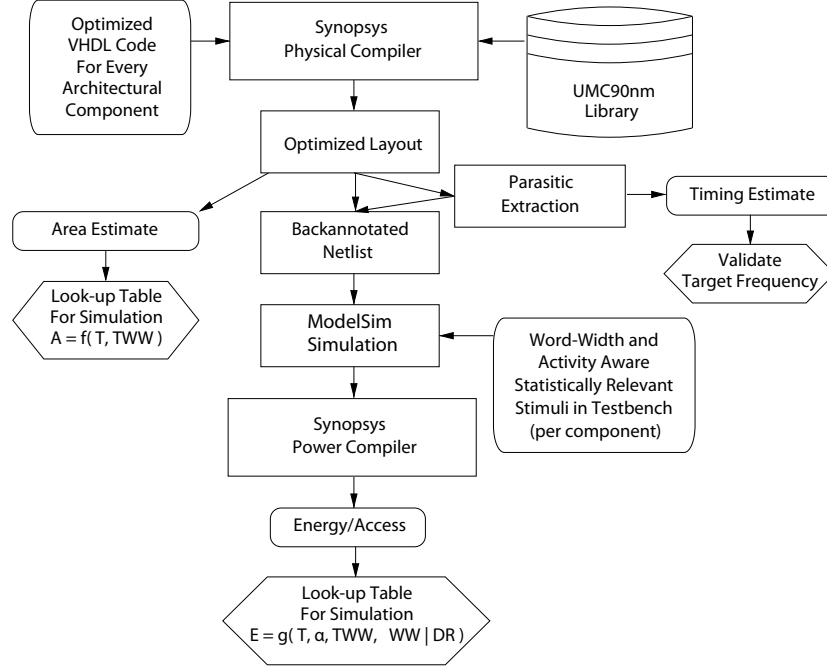 Optimized
VHDL Code
For Every
Architectural
Component
Synopsys
Physical Compiler
UMC90nm
Library
Optimized Layout
Parasitic
Extraction
Timing Estimate
Area Estimate
Backannotated
Netlist
Validate
Target Frequency
Look-up Table
For Simulation
A = f( T, TWW )
ModelSim
Simulation
Word-Width and
Activity Aware
Statistically Relevant
Stimuli in Testbench
(per component)
Synopsys
Power Compiler
Energy/Access
Look-up Table
For Simulation
E = g( T, α, TWW, WW | DR )